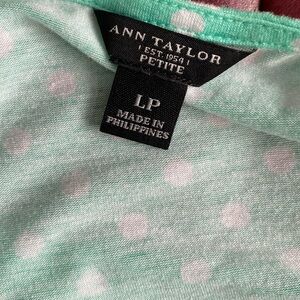 ANN TAYLOR
EST. 1954
PETITE
LP
MADE IN
PHILIPPINES